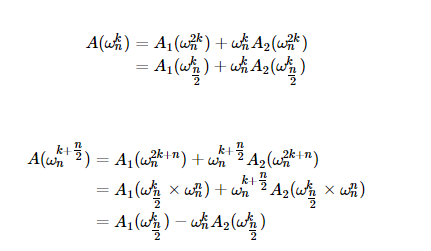 A(ω_n^k) = A_1(ω_n^{2k}) + ω_n^k A_2(ω_n^{2k})
= A_1(ω_{n/2}^k) + ω_n^k A_2(ω_{n/2}^k)
A(ω_n^{k+n/2}) = A_1(ω_n^{2k+n}) + ω_n^{k+n/2} A_2(ω_n^{2k+n})
= A_1(ω_{n/2}^k × ω_n^n) + ω_n^{k+n/2} A_2(ω_{n/2}^k × ω_n^n)
= A_1(ω_{n/2}^k) − ω_n^k A_2(ω_{n/2}^k)